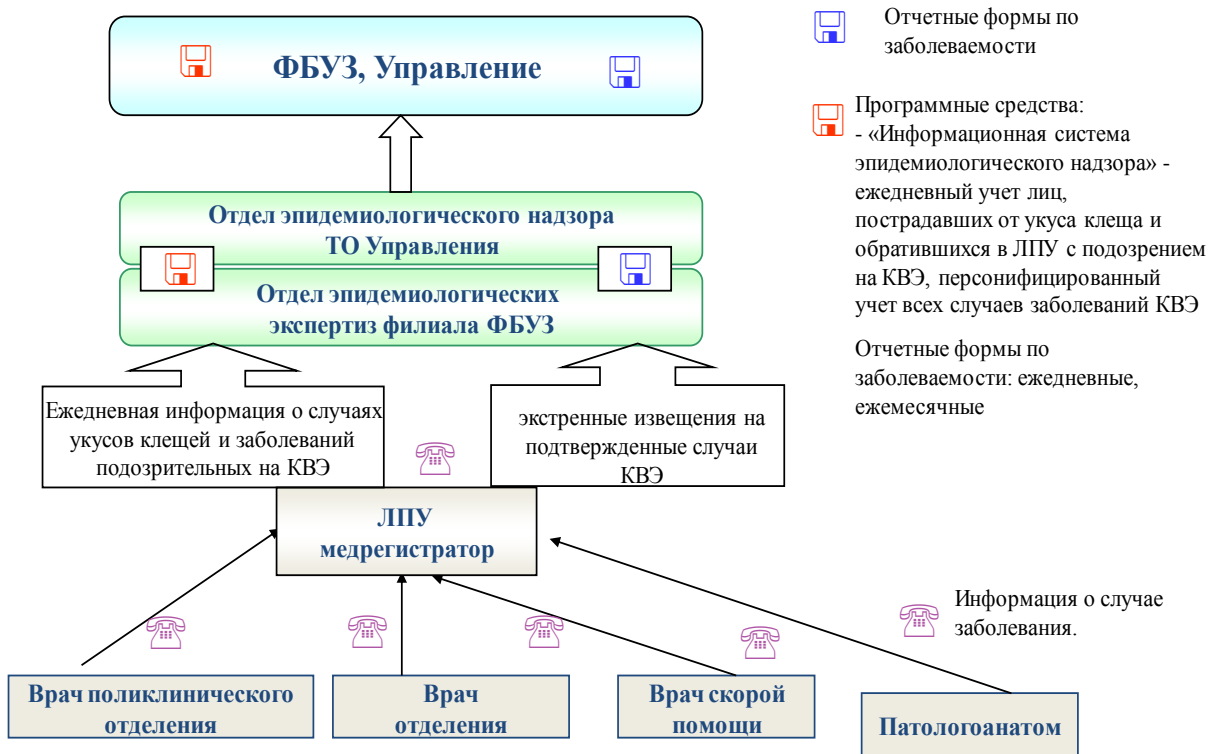 ФБУЗ, Управление
Отдел эпидемиологического надзора
ТО Управления
Отдел эпидемиологических
экспертиз филиала ФБУЗ
Ежедневная информация о случаях
укусов клещей и заболеваний
подозрительных на КВЭ
экстренные извещения на
подтвержденные случаи
КВЭ
ЛПУ
медрегистратор
Врач поликлинического
отделения
Врач
отделения
Врач скорой
помощи
Патологоанатом
Отчетные формы по
заболеваемости
Программные средства:
- «Информационная система
эпидемиологического надзора» -
ежедневный учет лиц,
пострадавших от укуса клеща и
обратившихся в ЛПУ с подозрением
на КВЭ, персонифицированный
учет всех случаев заболеваний КВЭ
Отчетные формы по
заболеваемости: ежедневные,
ежемесячные
Информация о случае
заболевания.